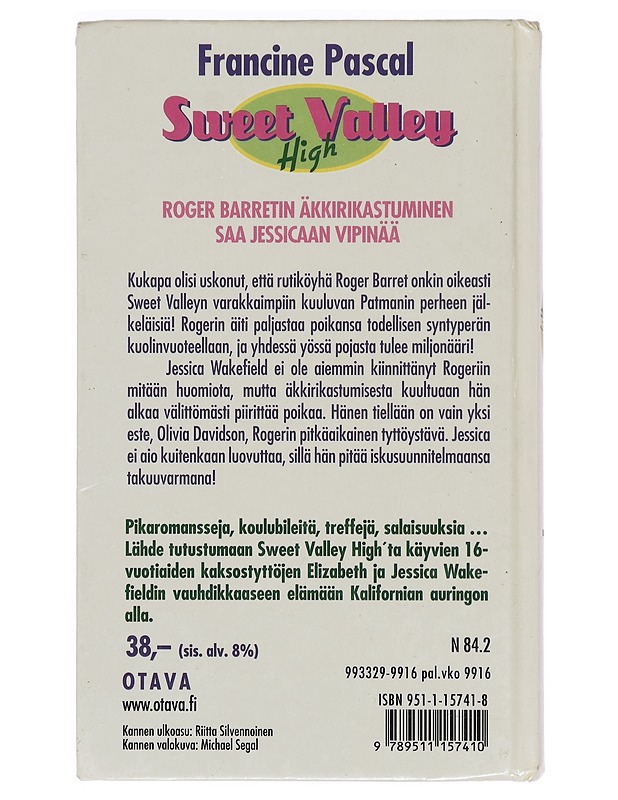 Francine Pascal
Sweet Valley
High
ROGER BARRETIN ÄKKIRIKASTUMINEN
SAA JESSICAAN VIPINÄÄ
Kukapa olisi uskonut, että rutiköyhä Roger Barret onkin oikeasti
Sweet Valleyn varakkaimpiin kuuluvan Patmanin perheen jäl-
keläisiä! Rogerin äiti paljastaa poikansa todellisen syntyperän
kuolinvuoteellaan, ja yhdessä yössä pojasta tulee miljonääri!
Jessica Wakefield ei ole aiemmin kiinnittänyt Rogeriin
mitään huomiota, mutta äkkirikastumisesta kuultuaan hän
alkaa välittömästi piirittää poikaa. Hänen tiellään on vain yksi
este, Olivia Davidson, Rogerin pitkäaikainen tyttöystävä. Jessica
ei aio kuitenkaan luovuttaa, sillä hän pitää iskusuunnitelmaansa
takuuvarmana!
Pikaromansseja, koulubileitä, treffejä, salaisuuksia ...
Lähde tutustumaan Sweet Valley High´ta käyvien 16-
vuotiaiden kaksostyttöjen Elizabeth ja Jessica Wake-
fieldin vauhdikkaaseen elämään Kalifornian auringon
alla.
38,– (sis. alv. 8%)
N 84.2
993329-9916 pal.vko 9916
OTAVA
www.otava.fi
ISBN 951-1-15741-8
Kannen ulkoasu: Riitta Silvennoinen
Kannen valokuva: Michael Segal
9 789511 157410